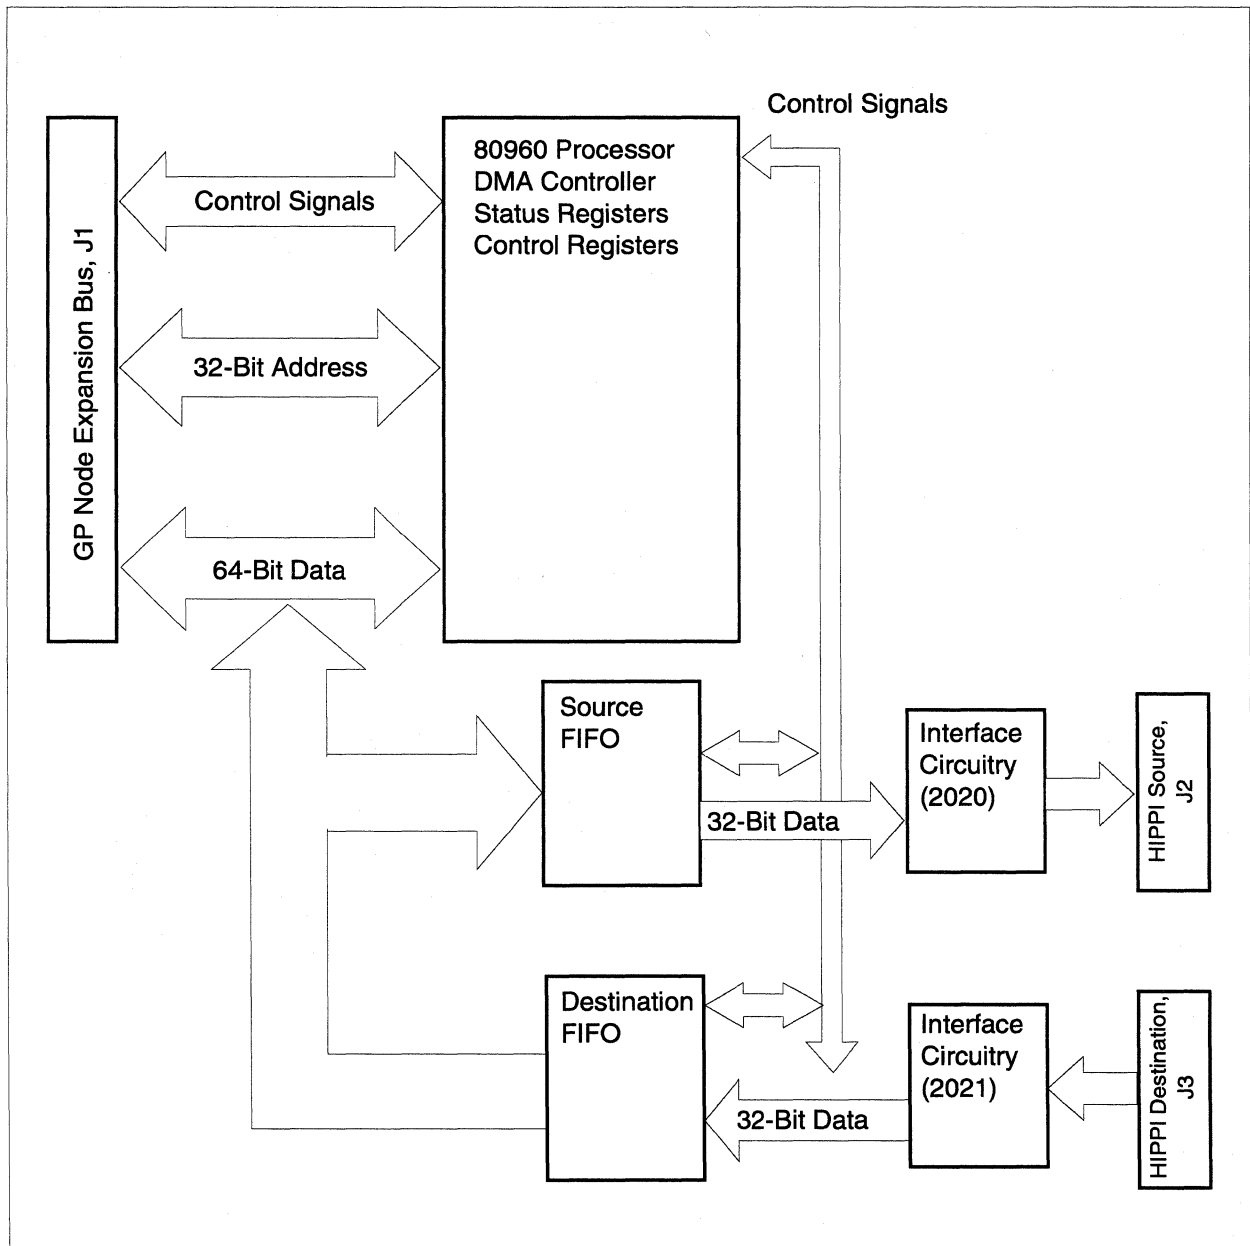 Control Signals
80960 Processor
DMA Controller
Status Registers
Control Registers
Control Signals
GP Node Expansion Bus, J1
32-Bit Address
64-Bit Data
Source
FIFO
Interface
Circuitry
(2020)
HIPPI Source,
J2
32-Bit Data
Destination
FIFO
Interface
Circuitry
(2021)
HIPPI Destination,
J3
32-Bit Data